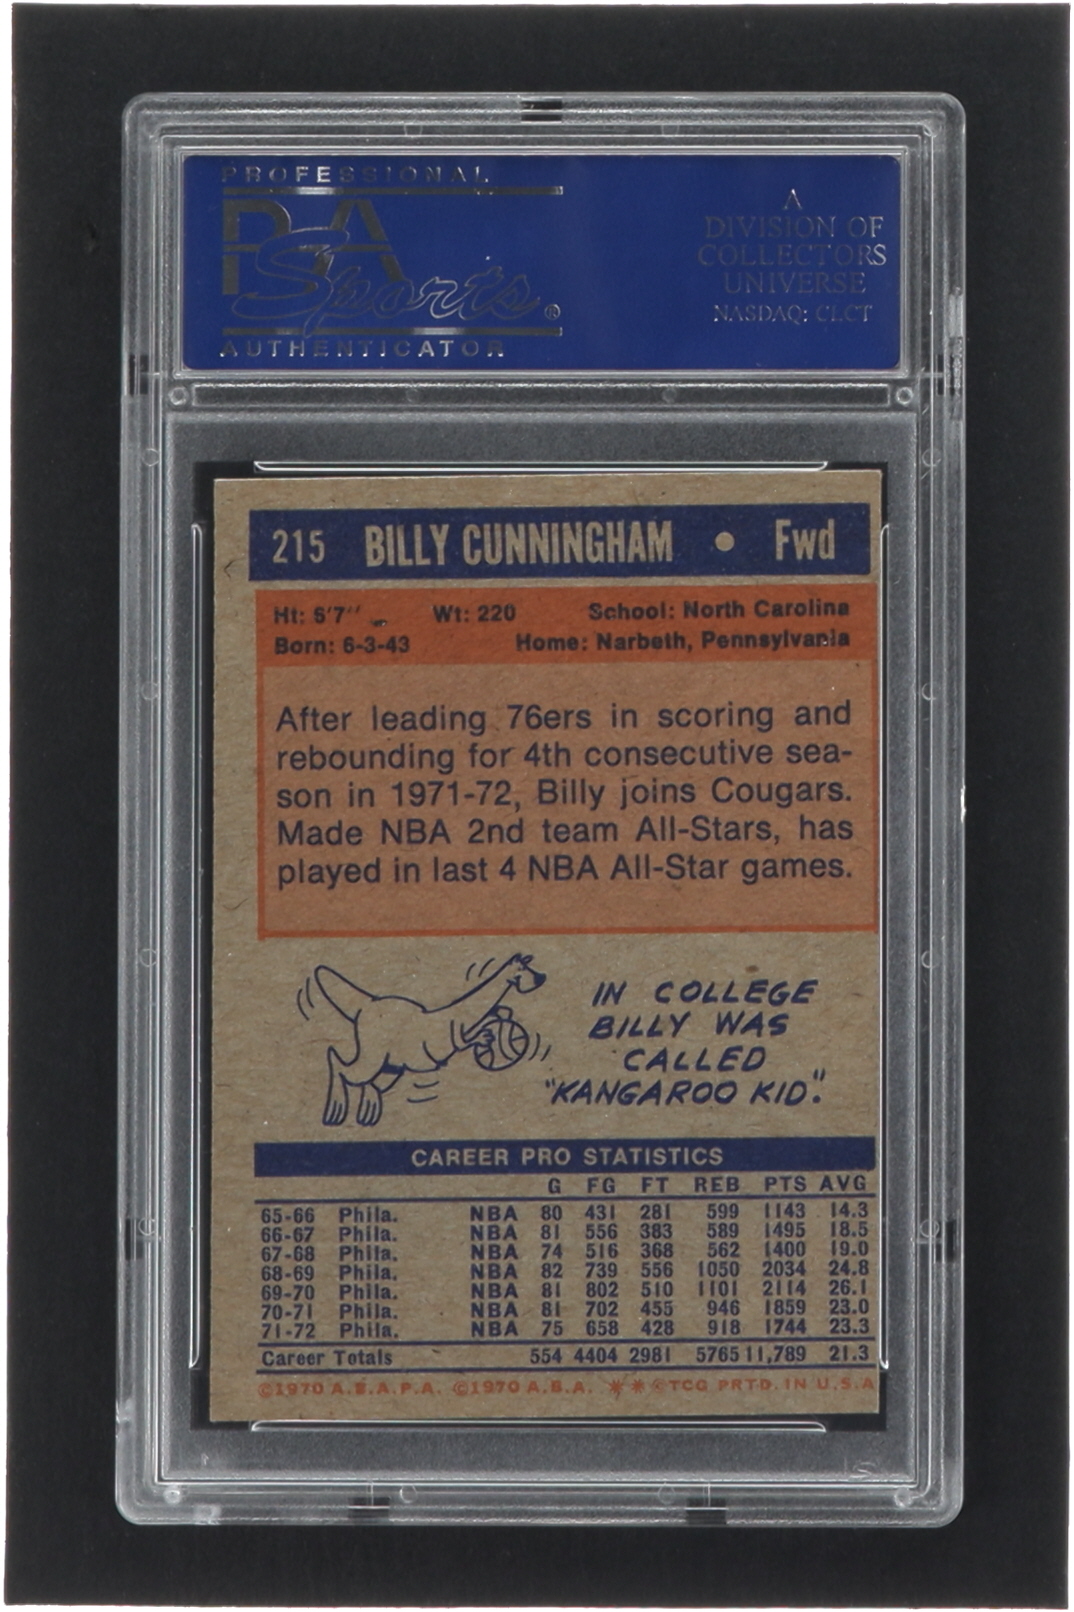 PROFESSIONAL
PSA
Sports®
AUTHENTICATOR
A
DIVISION OF
COLLECTORS
UNIVERSE
NASDAQ: CLCT
215 BILLY CUNNINGHAM • Fwd
Ht: 6'7'' Wt: 220 School: North Carolina
Born: 6-3-43 Home: Narbeth, Pennsylvania
After leading 76ers in scoring and
rebounding for 4th consecutive sea-
son in 1971-72, Billy joins Cougars.
Made NBA 2nd team All-Stars, has
played in last 4 NBA All-Star games.
IN COLLEGE
BILLY WAS
CALLED
"KANGAROO KID."
CAREER PRO STATISTICS
G FG FT REB PTS AVG
65-66 Phila. NBA 80 431 281 599 1143 14.3
66-67 Phila. NBA 81 556 383 589 1495 18.5
67-68 Phila. NBA 74 516 368 562 1400 19.0
68-69 Phila. NBA 82 739 556 1050 2034 24.8
69-70 Phila. NBA 81 802 510 1101 2114 26.1
70-71 Phila. NBA 81 702 455 946 1859 23.0
71-72 Phila. NBA 75 658 428 918 1744 23.3
Career Totals 554 4404 2981 5765 11,789 21.3
©1970 A.B.A.P.A. ©1970 A.B.A. ** ©TCG PRTD. IN U.S.A